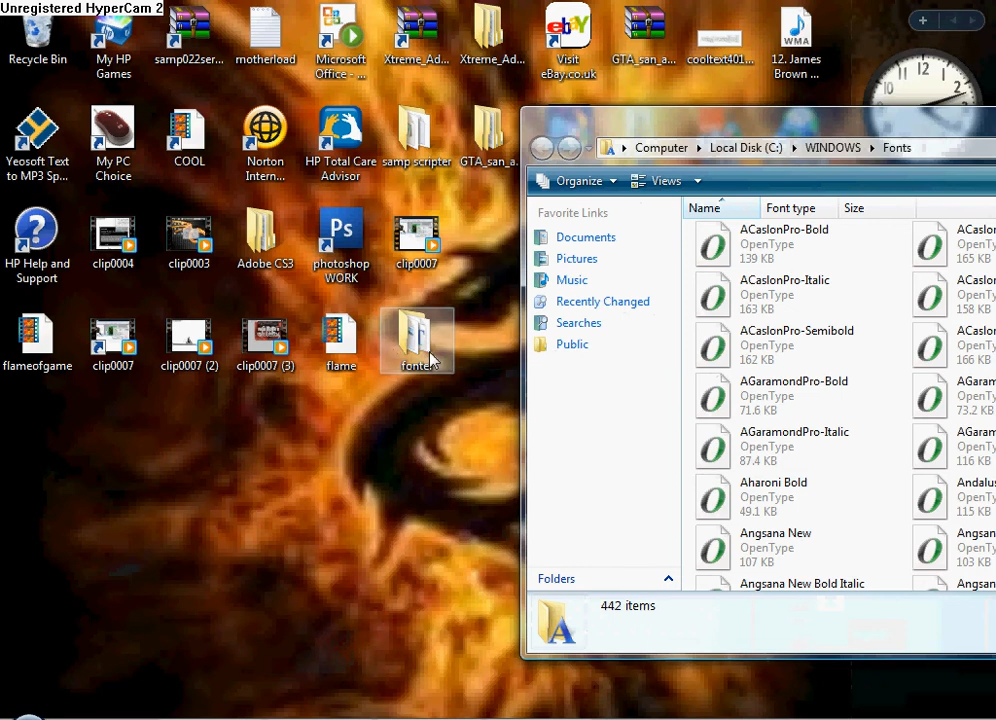 Unregistered HyperCam 2
Recycle Bin
My HP
Games
samp022ser...
motherload
Microsoft
Office - ...
Xtreme_Ad...
Xtreme_Ad...
Visit
eBay.co.uk
GTA_san_a...
cooltext401...
12. James
Brown ...
Yeosoft Text
to MP3 Sp...
My PC
Choice
COOL
Norton
Intern...
HP Total Care
Advisor
samp scripter
GTA_san_a...
HP Help and
Support
clip0004
clip0003
Adobe CS3
photoshop
WORK
clip0007
flameofgame
clip0007
clip0007 (2)
clip0007 (3)
flame
Computer
Local Disk (C:)
WINDOWS
Fonts
Organize
Views
Favorite Links
Documents
Pictures
Music
Recently Changed
Searches
Public
Folders
Name
Font type
Size
ACaslonPro-Bold
OpenType
139 KB
ACaslon
OpenTy
165 KB
ACaslonPro-Italic
OpenType
163 KB
ACaslon
OpenTy
158 KB
ACaslonPro-Semibold
OpenType
162 KB
ACaslon
OpenTy
166 KB
AGaramondPro-Bold
OpenType
71.6 KB
AGaram
OpenTy
73.2 KB
AGaramondPro-Italic
OpenType
87.4 KB
AGaram
OpenTy
116 KB
Aharoni Bold
OpenType
49.1 KB
Andalus
OpenTy
115 KB
Angsana New
OpenType
107 KB
Angsan
OpenTy
103 KB
Angsana New Bold Italic
Angsan
442 items